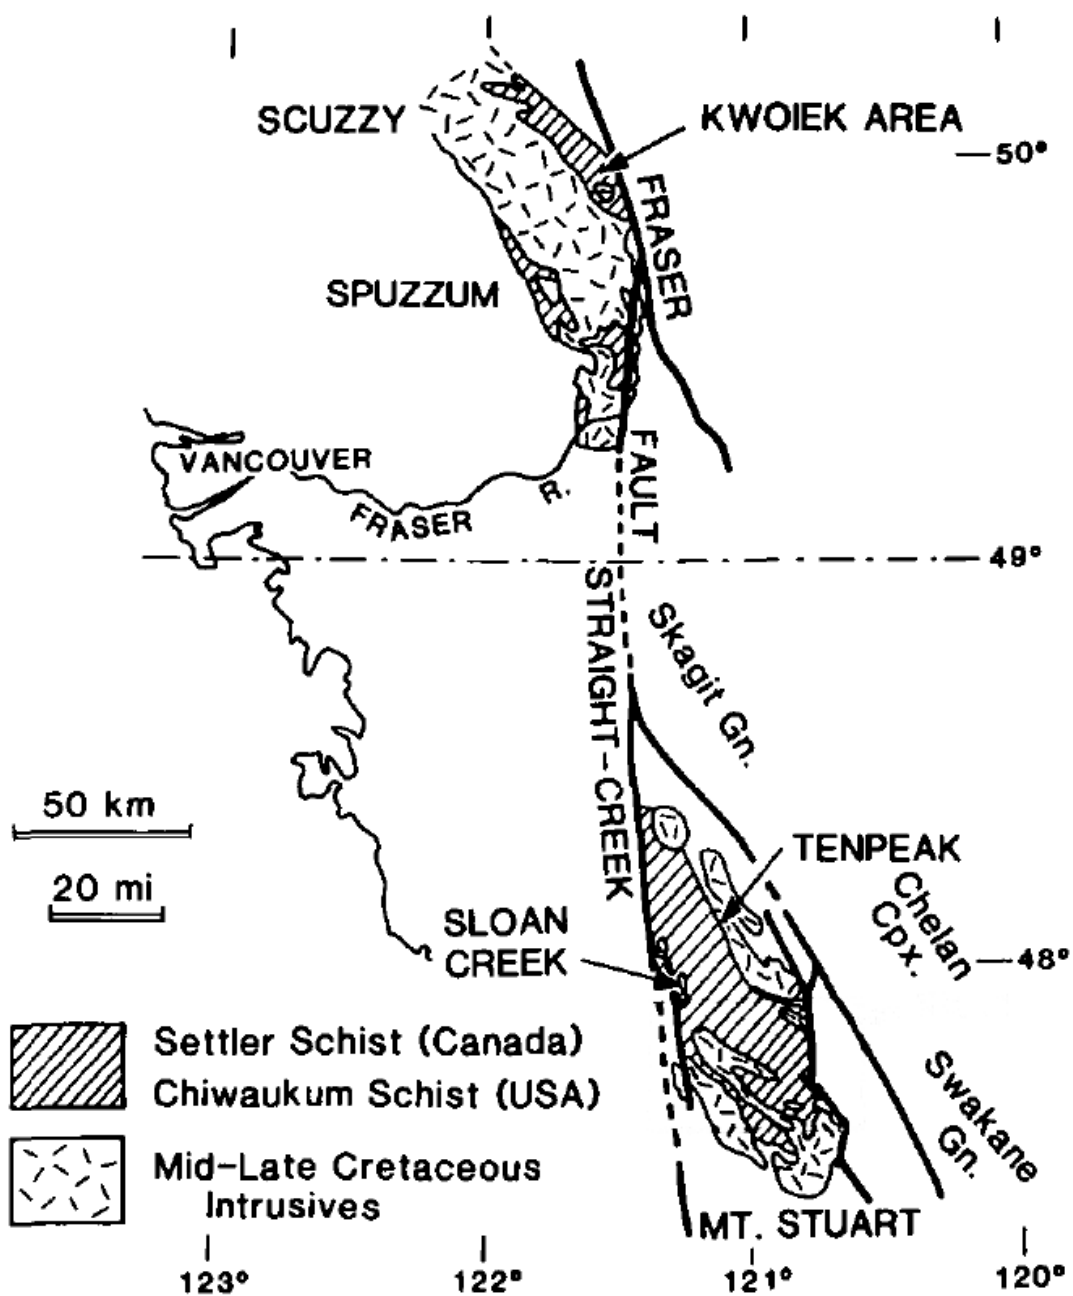 SCUZZY
KWOIEK AREA
50°
FRASER
SPUZZUM
VANCOUVER
FRASER
R.
FAULT
49°
STRAIGHT-CREEK
Skagit Gn.
50 km
20 mi
TENPEAK
Chelan
Cpx.
SLOAN
CREEK
48°
Settler Schist (Canada)
Chiwaukum Schist (USA)
Swakane
Gn.
Mid-Late Cretaceous
Intrusives
MT. STUART
123°
122°
121°
120°